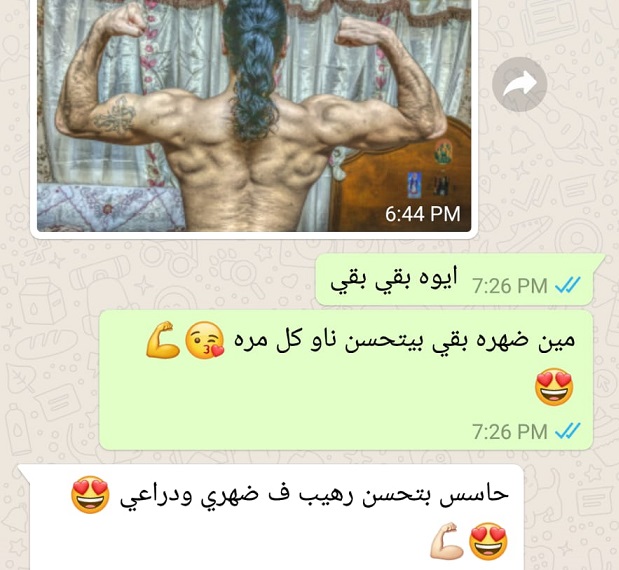 6:44 PM
ايوه بقي بقي
7:26 PM
مين ضهره بقي بيتحسن ناو كل مره 😘💪
😍
7:26 PM
حاسس بتحسن رهيب ف ضهري ودراعي 😍
😍💪🏻